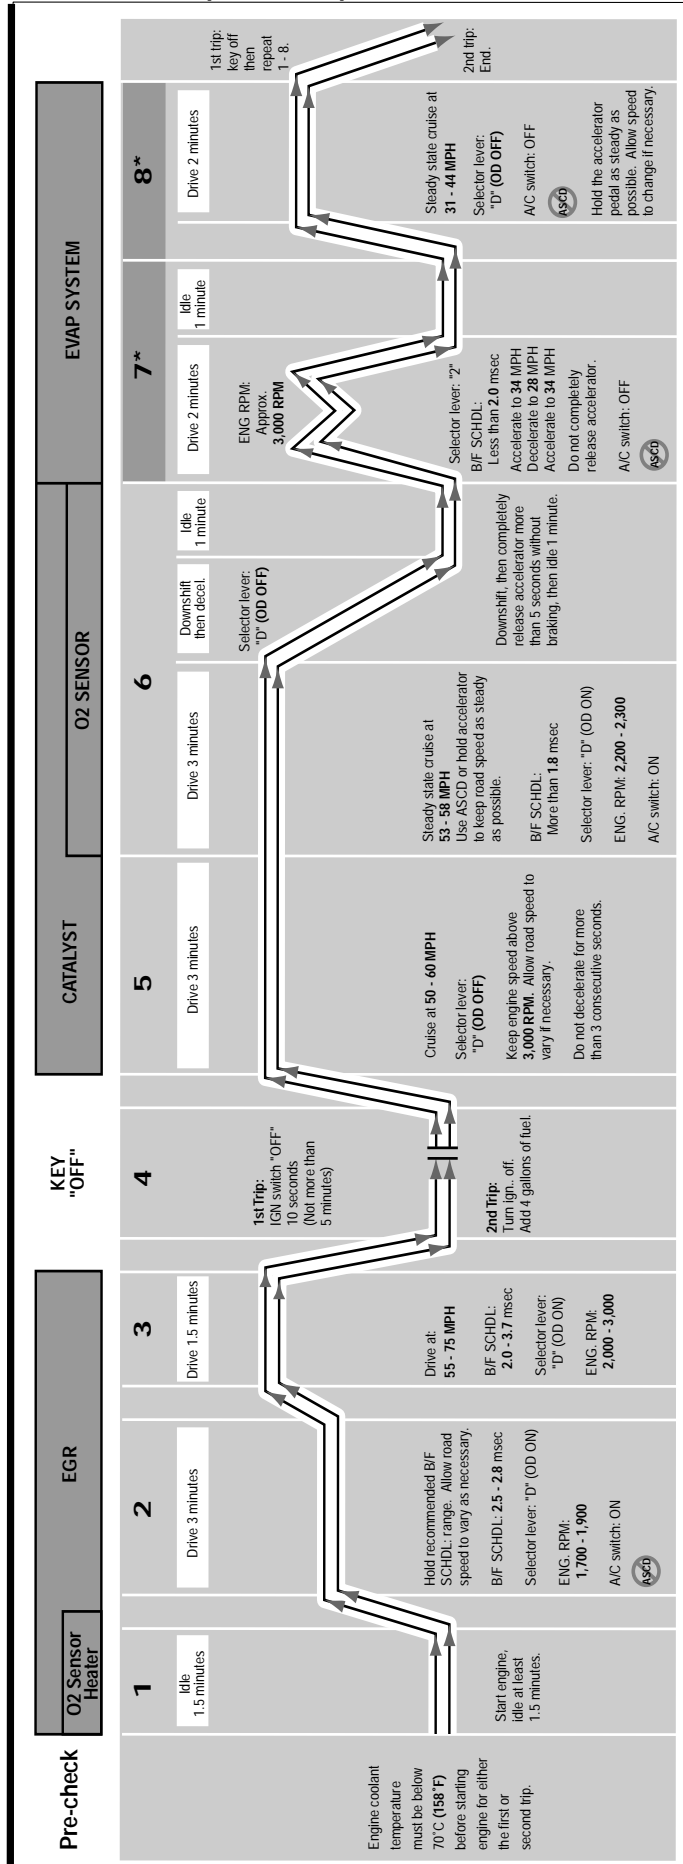 Pre-check
EGR
O2 Sensor
Heater
KEY
"OFF"
CATALYST
O2 SENSOR
EVAP SYSTEM
Engine coolant
temperature
must be below
70˚C (158˚F)
before starting
engine for either
the first or
second trip.
1
Idle
1.5 minutes
Start engine,
idle at least
1.5 minutes.
2
Drive 3 minutes
Hold recommended B/F
SCHDL: range. Allow road
speed to vary as necessary.
B/F SCHDL: 2.5 - 2.8 msec
Selector lever: "D" (OD ON)
ENG. RPM:
1,700 - 1,900
A/C switch: ON
ASCD
3
Drive 1.5 minutes
Drive at:
55 - 75 MPH
B/F SCHDL:
2.0 - 3.7 msec
Selector lever:
"D" (OD ON)
ENG. RPM:
2,000 - 3,000
4
1st Trip:
IGN switch "OFF"
10 seconds
(Not more than
5 minutes)
2nd Trip:
Turn ign.. off.
Add 4 gallons of fuel.
5
Drive 3 minutes
Cruise at 50 - 60 MPH
Selector lever:
"D" (OD OFF)
Keep engine speed above
3,000 RPM. Allow road speed to
vary if necessary.
Do not decelerate for more
than 3 consecutive seconds.
6
Drive 3 minutes
Steady state cruise at
53 - 58 MPH
Use ASCD or hold accelerator
to keep road speed as steady
as possible.
B/F SCHDL:
More than 1.8 msec
Selector lever: "D" (OD ON)
ENG. RPM: 2,200 - 2,300
A/C switch: ON
Downshift
then decel.
Selector lever:
"D" (OD OFF)
Idle
1 minute
Downshift, then completely
release accelerator more
than 5 seconds without
braking, then idle 1 minute.
7*
Drive 2 minutes
Idle
1 minute
ENG RPM:
Approx.
3,000 RPM
Selector lever: "2"
B/F SCHDL:
Less than 2.0 msec
Accelerate to 34 MPH
Decelerate to 28 MPH
Accelerate to 34 MPH
Do not completely
release accelerator.
A/C switch: OFF
ASCD
8*
Drive 2 minutes
Steady state cruise at
31 - 44 MPH
Selector lever:
"D" (OD OFF)
A/C switch: OFF
ASCD
Hold the accelerator
pedal as steady as
possible. Allow speed
to change if necessary.
1st trip:
key off
then
repeat
1 - 8.
2nd trip:
End.